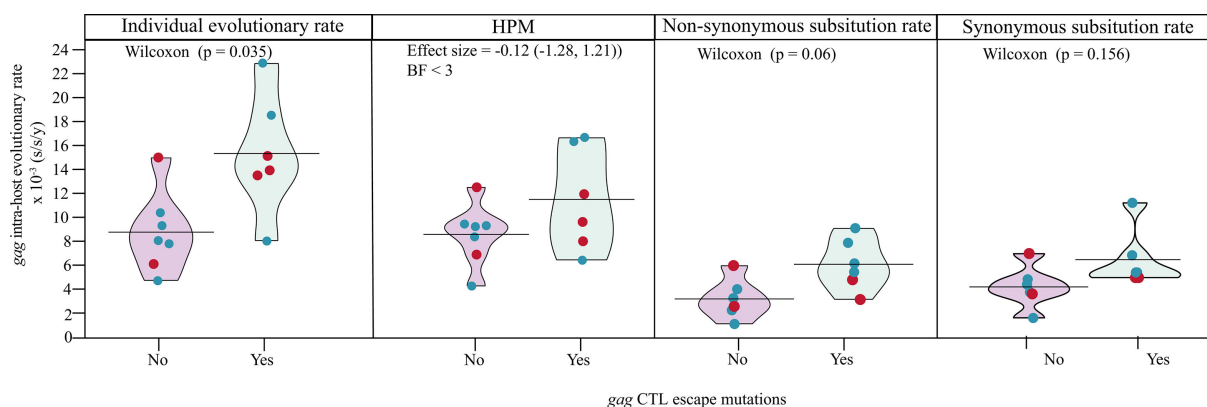 Individual evolutionary rate
HPM
Non-synonymous subsitution rate
Synonymous subsitution rate
Wilcoxon (p = 0.035)
Effect size = -0.12 (-1.28, 1.21))
BF < 3
Wilcoxon (p = 0.06)
Wilcoxon (p = 0.156)
gag intra-host evolutionary rate
x 10-³ (s/s/y)
24
22
20
18
16
14
12
10
8
6
4
2
0
No Yes
No Yes
No Yes
No Yes
gag CTL escape mutations